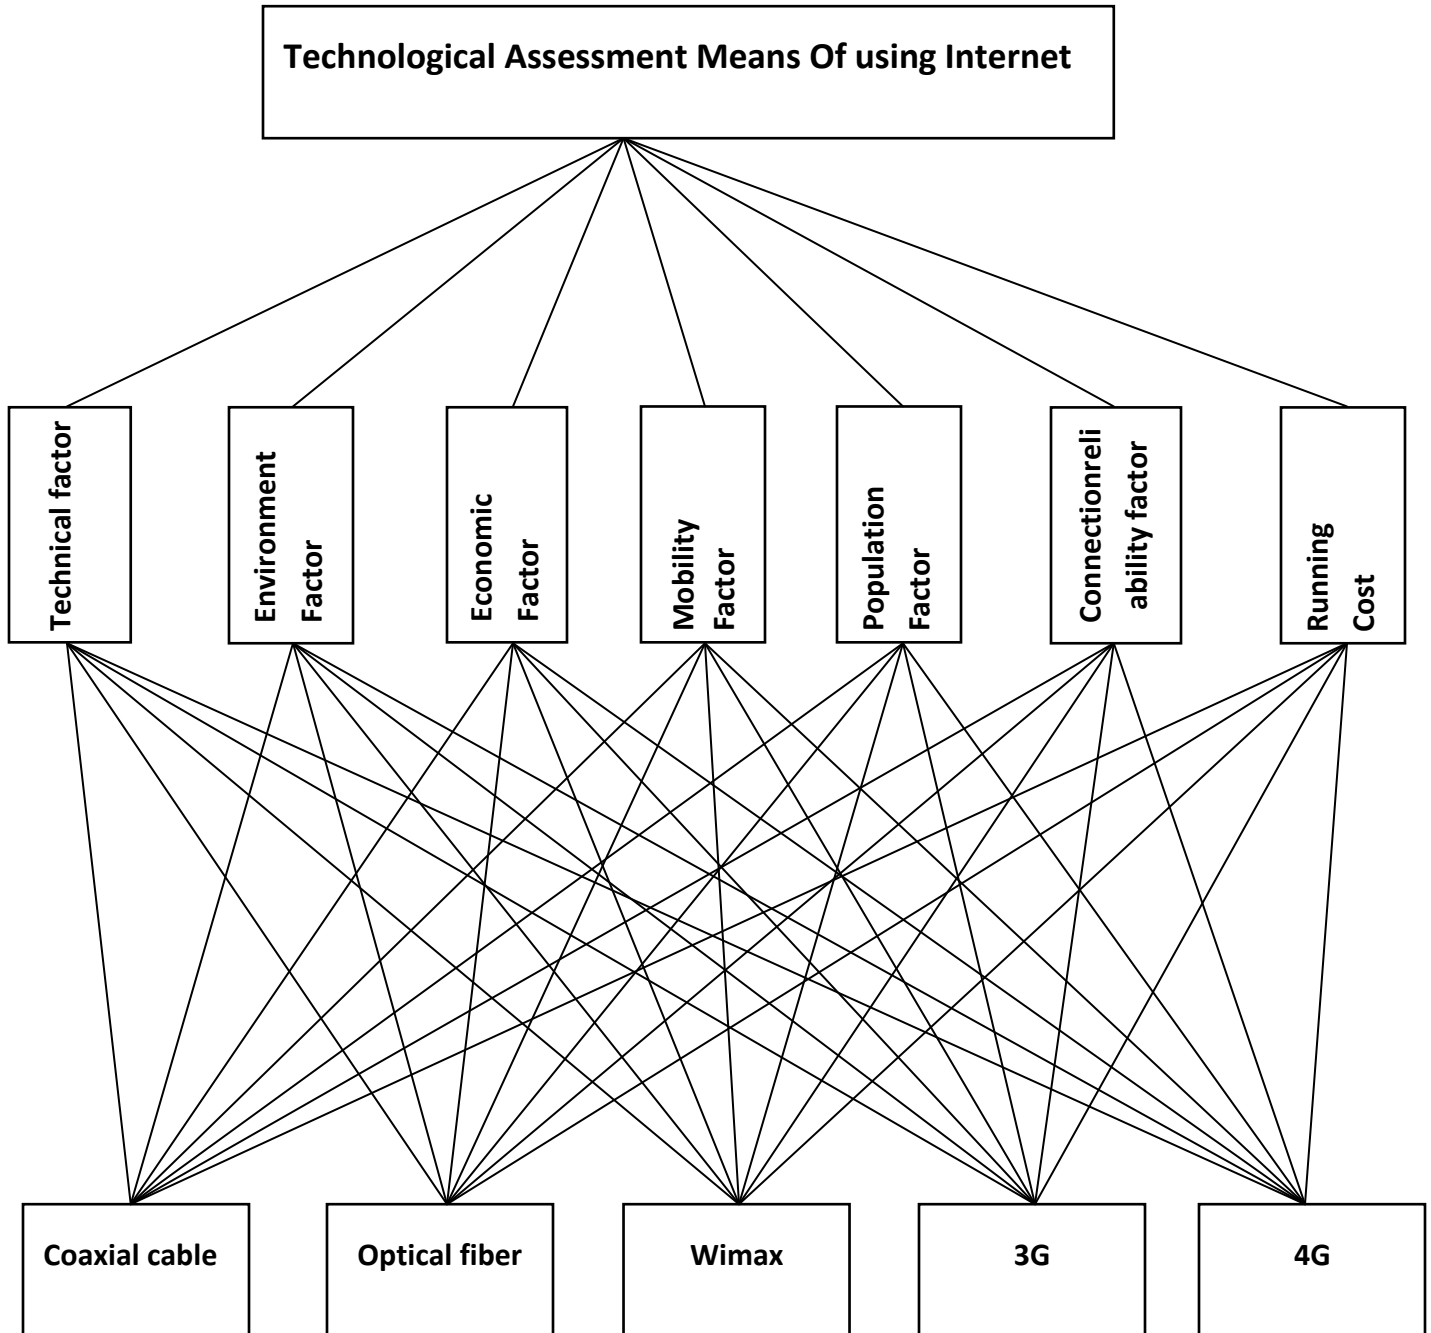 Technological Assessment Means Of using Internet
Technical factor
Environment
Factor
Economic
Factor
Mobility
Factor
Population
Factor
Connectionreli
ability factor
Running
Cost
Coaxial cable
Optical fiber
Wimax
3G
4G